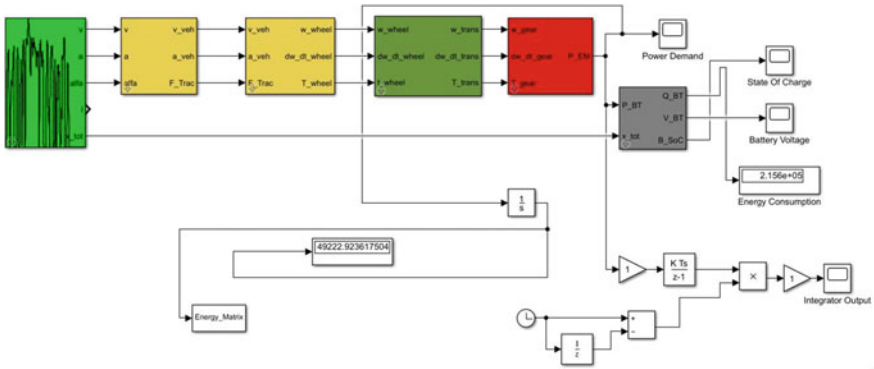 v
a
alfa
i
x_tot
v
a
alfa
v_veh
a_veh
F_Trac
v_veh
a_veh
F_Trac
w_wheel
dw_dt_wheel
T_wheel
w_wheel
dw_dt_wheel
T_wheel
w_trans
dw_dt_trans
T_trans
w_gear
dw_dt_gear
T_gear
P_EM
Power Demand
P_BT
x_tot
Q_BT
V_BT
B_SoC
State Of Charge
Battery Voltage
2.156e+05
Energy Consumption
1
s
49222.923617504
Energy_Matrix
1
K Ts
z-1
×
1
Integrator Output
+
−
1
z